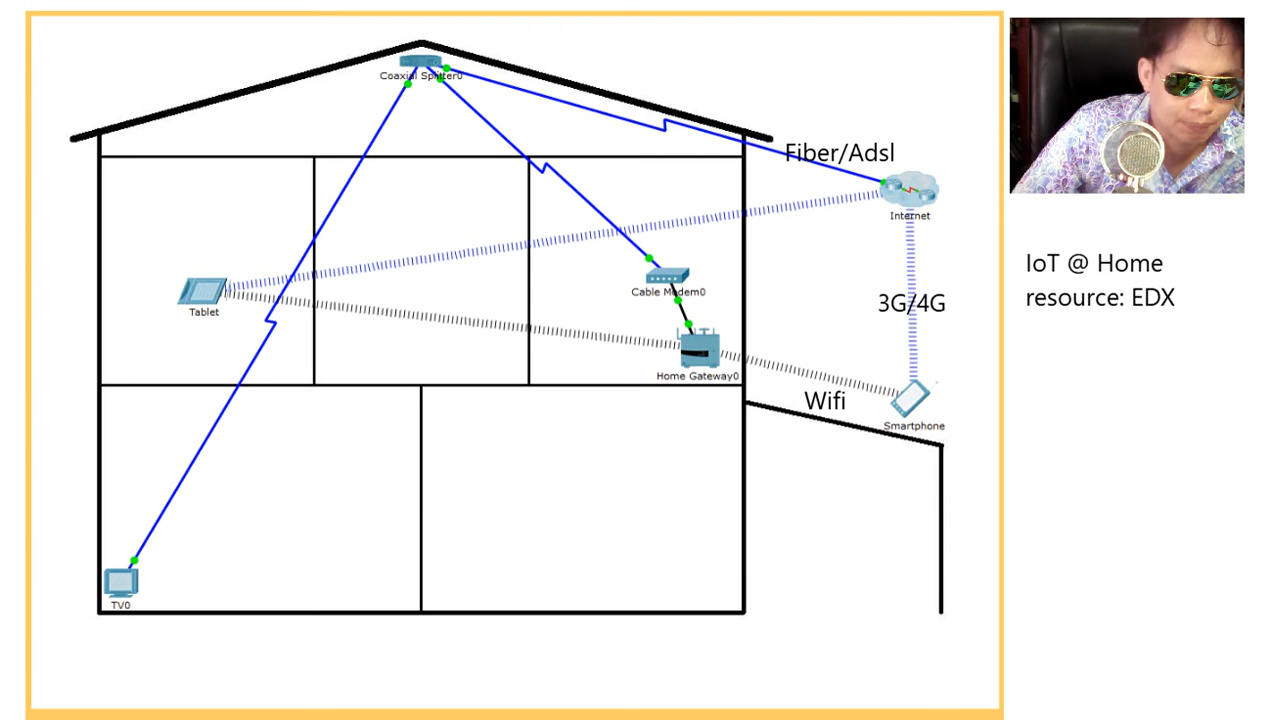 Coaxial Splitter0
Fiber/Adsl
Internet
Cable Modem0
Tablet
3G/4G
Home Gateway0
Wifi
Smartphone
TV0
IoT @ Home
resource: EDX